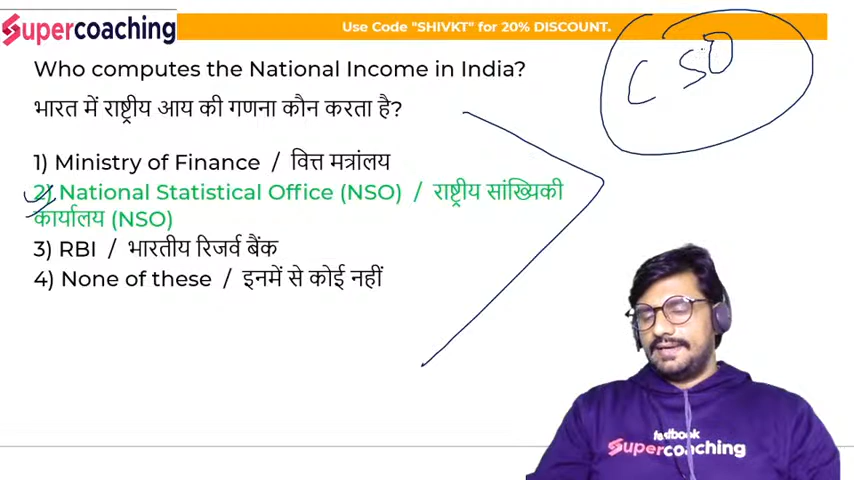 Supercoaching
Use Code "SHIVKT" for 20% DISCOUNT.
CSO
Who computes the National Income in India?
भारत में राष्ट्रीय आय की गणना कौन करता है?
1) Ministry of Finance / वित्त मत्रांलय
2) National Statistical Office (NSO) / राष्ट्रीय सांख्यिकी
कार्यालय (NSO)
3) RBI / भारतीय रिजर्व बैंक
4) None of these / इनमें से कोई नहीं
testbook
Supercoaching